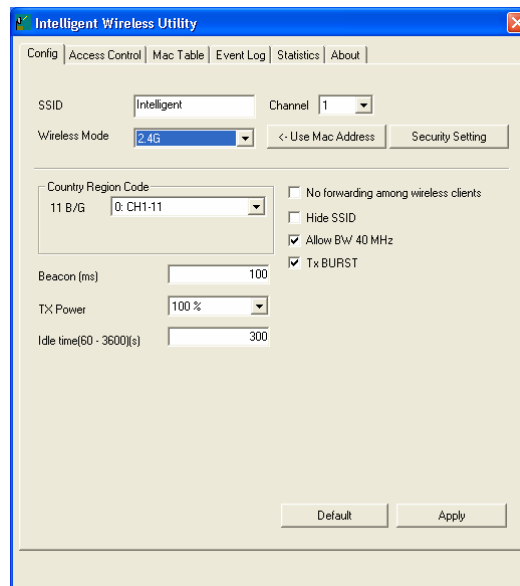 Intelligent Wireless Utility
Config Access Control Mac Table Event Log Statistics About
SSID Intelligent Channel 1
Wireless Mode 2.4G <- Use Mac Address Security Setting
Country Region Code
11 B/G 0: CH1-11
No forwarding among wireless clients
Hide SSID
Allow BW 40 MHz
Tx BURST
Beacon (ms) 100
TX Power 100 %
Idle time(60 - 3600)(s) 300
Default Apply